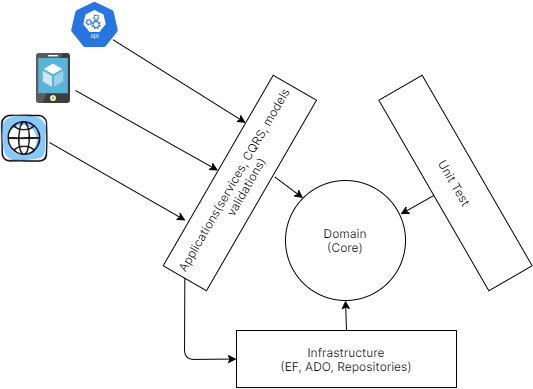 api
Applications(services, CQRS, models
validations)
Unit Test
Domain
(Core)
Infrastructure
(EF, ADO, Repositories)